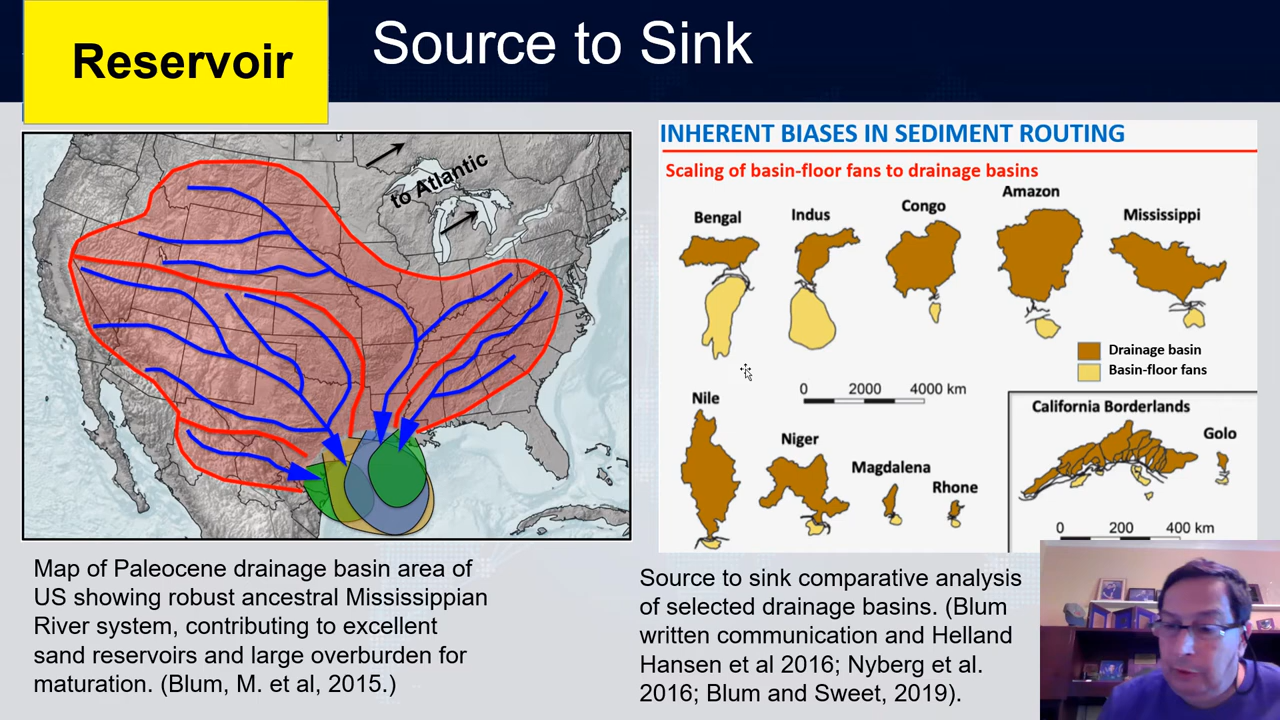 Reservoir
Source to Sink
to Atlantic
Map of Paleocene drainage basin area of
US showing robust ancestral Mississippian
River system, contributing to excellent
sand reservoirs and large overburden for
maturation. (Blum, M. et al, 2015.)
INHERENT BIASES IN SEDIMENT ROUTING
Scaling of basin-floor fans to drainage basins
Bengal
Indus
Congo
Amazon
Mississippi
Drainage basin
Basin-floor fans
0 2000 4000 km
Nile
Niger
Magdalena
Rhone
California Borderlands
Golo
0 200 400 km
Source to sink comparative analysis
of selected drainage basins. (Blum
written communication and Helland
Hansen et al 2016; Nyberg et al.
2016; Blum and Sweet, 2019).